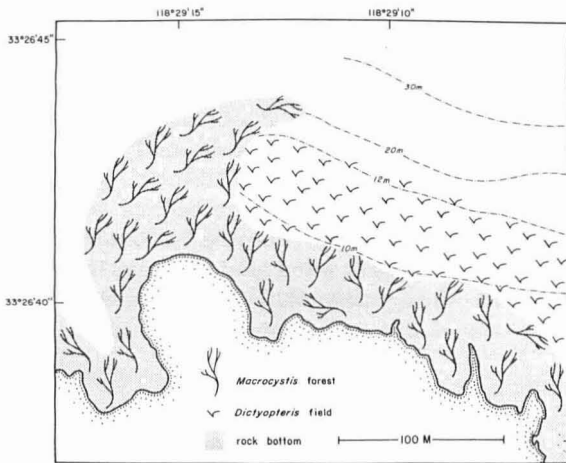 118°29'15"
118°29'10"
33°26'45"
30m
20m
12m
10m
33°26'40"
Macrocystis forest
Dictyopteris field
rock bottom
100 M